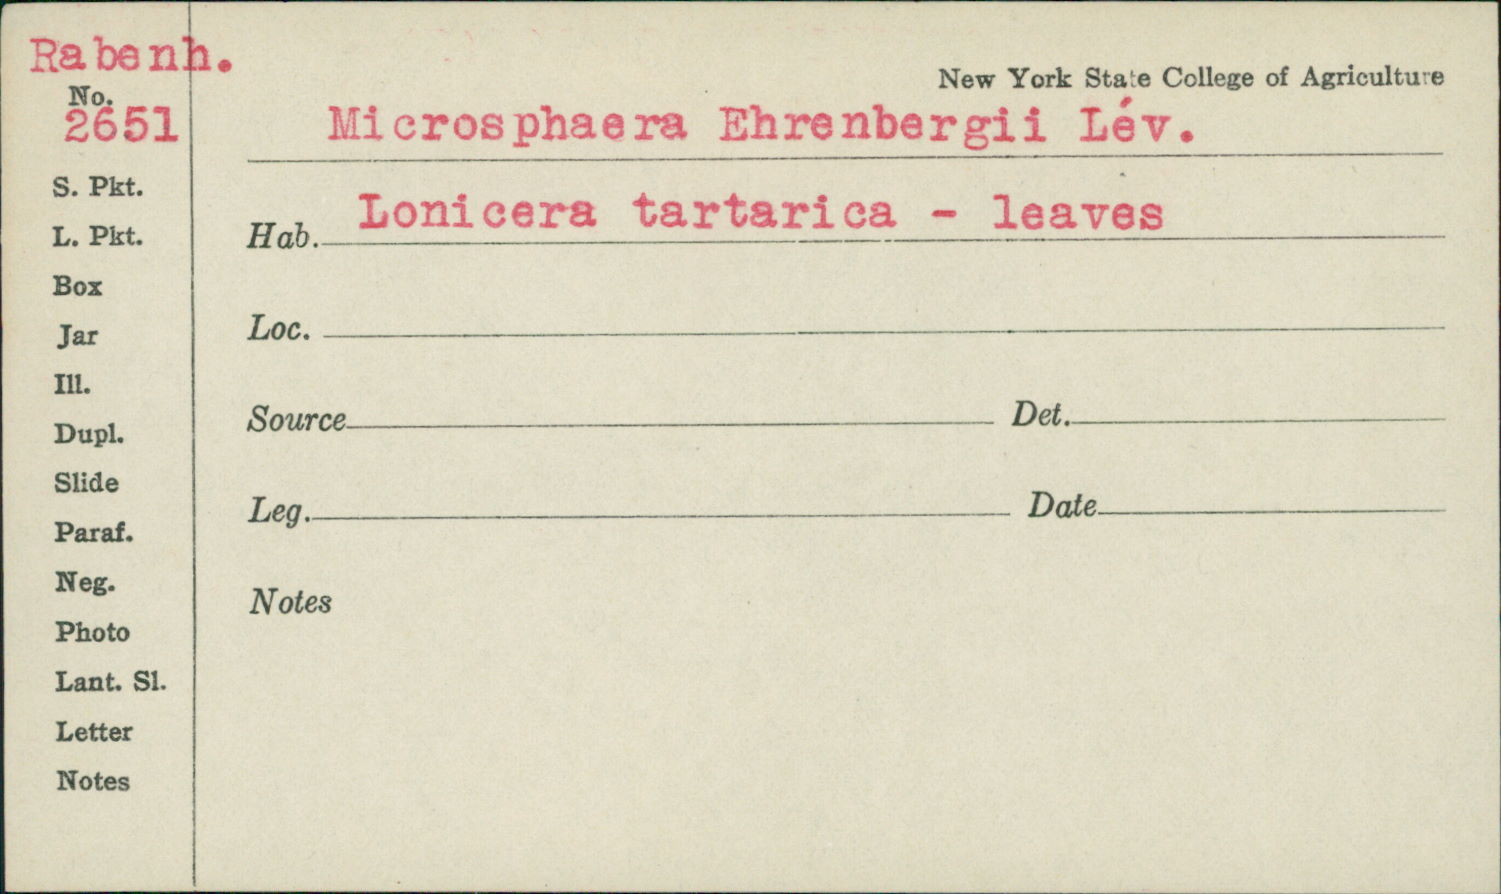 Rabenh.
No.
2651
New York State College of Agriculture
Microsphaera Ehrenbergii Lév.
Hab. Lonicera tartarica - leaves
Loc.
Source Det.
Leg. Date
Notes
S. Pkt.
L. Pkt.
Box
Jar
Ill.
Dupl.
Slide
Paraf.
Neg.
Photo
Lant. Sl.
Letter
Notes